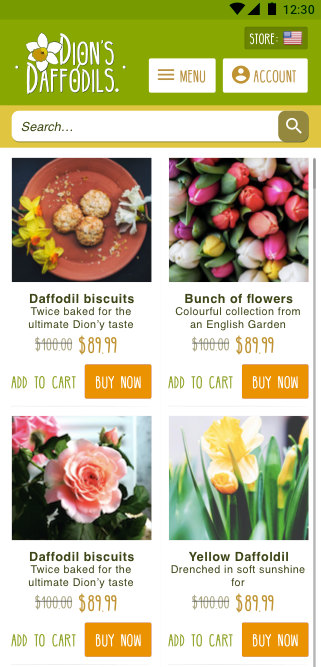 12:30
DION'S
DAFFODILS.
STORE:
MENU
ACCOUNT
Search...
Daffodil biscuits
Twice baked for the
ultimate Dion'y taste
$100.00 $89.99
ADD TO CART BUY NOW
Bunch of flowers
Colourful collection from
an English Garden
$100.00 $89.99
ADD TO CART BUY NOW
Daffodil biscuits
Twice baked for the
ultimate Dion'y taste
$100.00 $89.99
ADD TO CART BUY NOW
Yellow Daffoldil
Drenched in soft sunshine
for
$100.00 $89.99
ADD TO CART BUY NOW